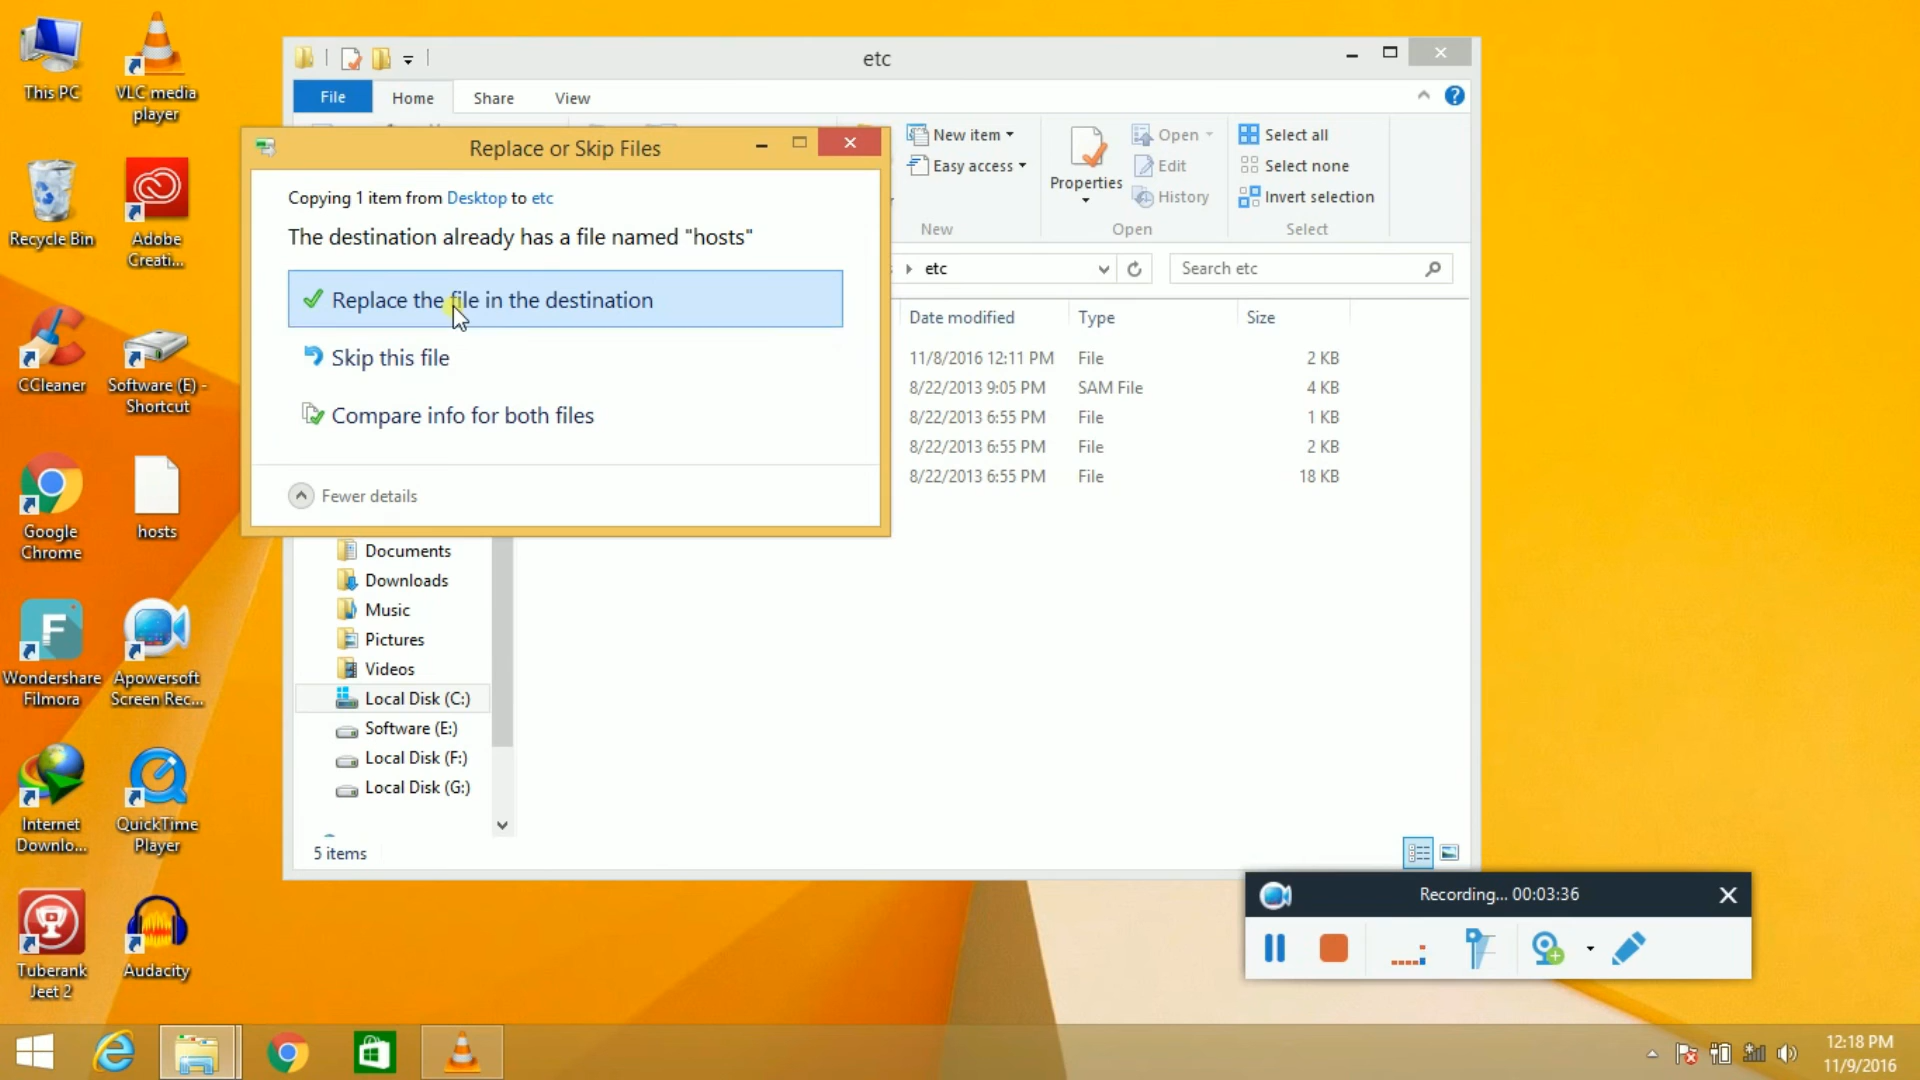 This PC
VLC media
player
Recycle Bin
Adobe
Creati...
CCleaner
Software (E) -
Shortcut
Google
Chrome
hosts
Wondershare
Filmora
Apowersoft
Screen Rec...
Internet
Downlo...
QuickTime
Player
Tuberank
Jeet 2
Audacity
etc
File
Home
Share
View
New item
Easy access
New
Properties
Open
Edit
History
Open
Select all
Select none
Invert selection
Select
etc
Search etc
Date modified
Type
Size
11/8/2016 12:11 PM
File
2 KB
8/22/2013 9:05 PM
SAM File
4 KB
8/22/2013 6:55 PM
File
1 KB
8/22/2013 6:55 PM
File
2 KB
8/22/2013 6:55 PM
File
18 KB
Replace or Skip Files
Copying 1 item from Desktop to etc
The destination already has a file named "hosts"
Replace the file in the destination
Skip this file
Compare info for both files
Fewer details
Documents
Downloads
Music
Pictures
Videos
Local Disk (C:)
Software (E:)
Local Disk (F:)
Local Disk (G:)
5 items
Recording... 00:03:36
12:18 PM
11/9/2016